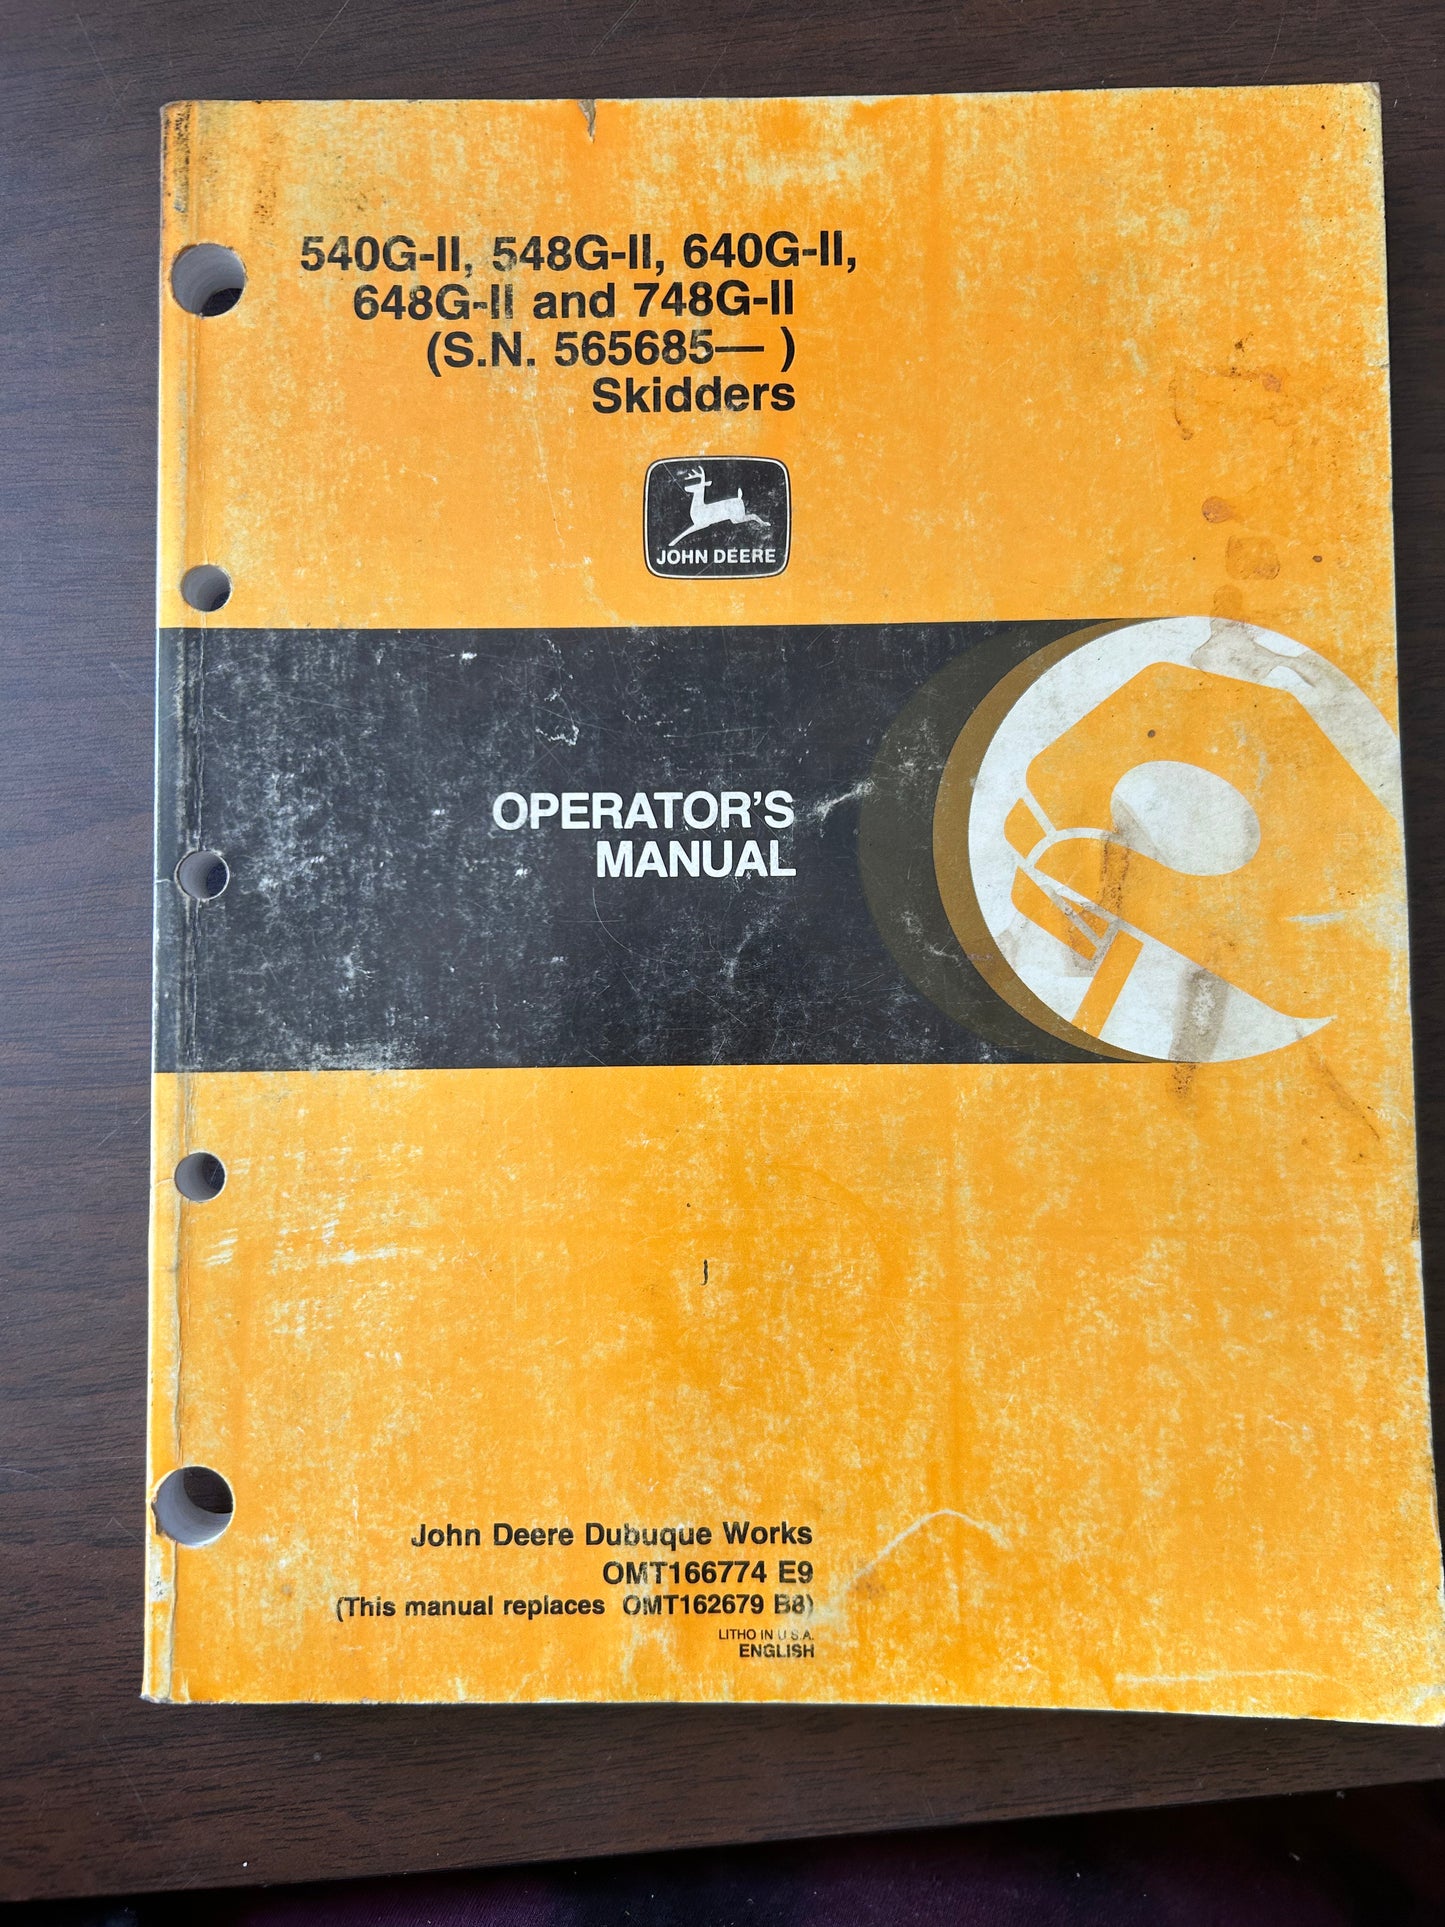 540G-II, 548G-II, 640G-II,
648G-II and 748G-II
(S.N. 565685— )
Skidders
JOHN DEERE
OPERATOR'S
MANUAL
John Deere Dubuque Works
OMT166774 E9
(This manual replaces OMT162679 B8)
LITHO IN U.S.A.
ENGLISH